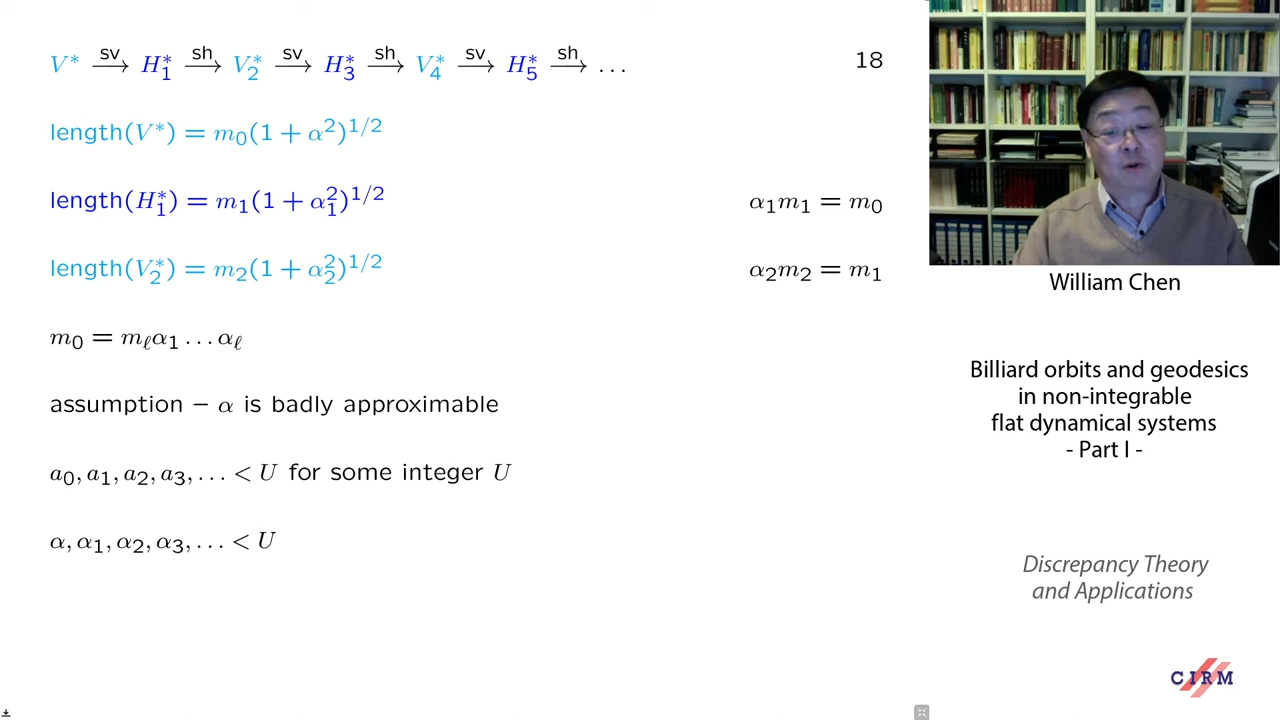 V* —sv→ H₁* —sh→ V₂* —sv→ H₃* —sh→ V₄* —sv→ H₅* —sh→ ...
18
length(V*) = m₀(1 + α²)^{1/2}
length(H₁*) = m₁(1 + α₁²)^{1/2}
α₁m₁ = m₀
length(V₂*) = m₂(1 + α₂²)^{1/2}
α₂m₂ = m₁
m₀ = m_ℓα₁ ... α_ℓ
assumption – α is badly approximable
a₀, a₁, a₂, a₃, ... < U for some integer U
α, α₁, α₂, α₃, ... < U
William Chen
Billiard orbits and geodesics
in non-integrable
flat dynamical systems
- Part I -
Discrepancy Theory
and Applications
CIRM